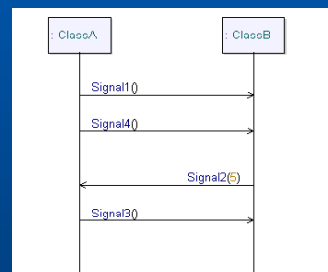 : ClassA
: ClassB
Signal1()
Signal4()
Signal2(5)
Signal3()